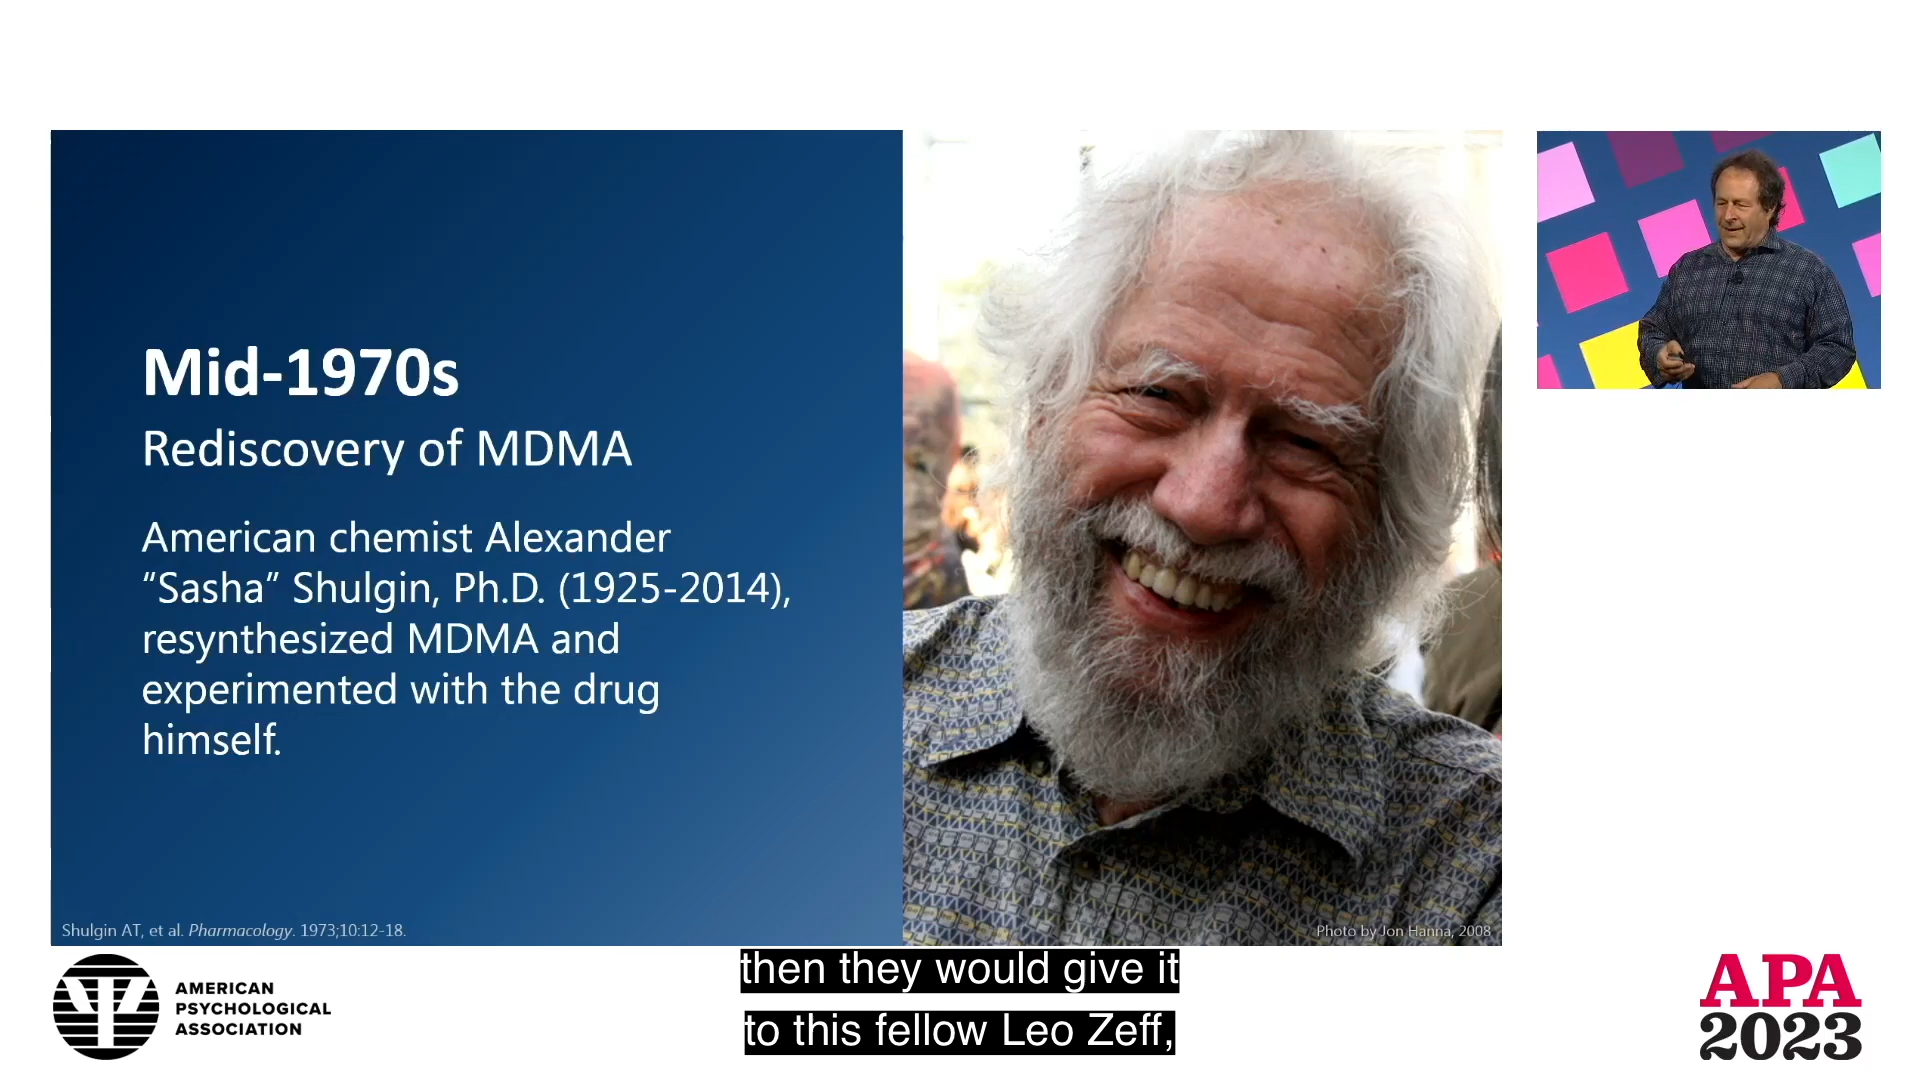 Mid-1970s
Rediscovery of MDMA
American chemist Alexander
“Sasha” Shulgin, Ph.D. (1925-2014),
resynthesized MDMA and
experimented with the drug
himself.
Shulgin AT, et al. Pharmacology. 1973;10:12-18.
Photo by Jon Hanna, 2008
then they would give it
to this fellow Leo Zeff,
AMERICAN
PSYCHOLOGICAL
ASSOCIATION
APA
2023